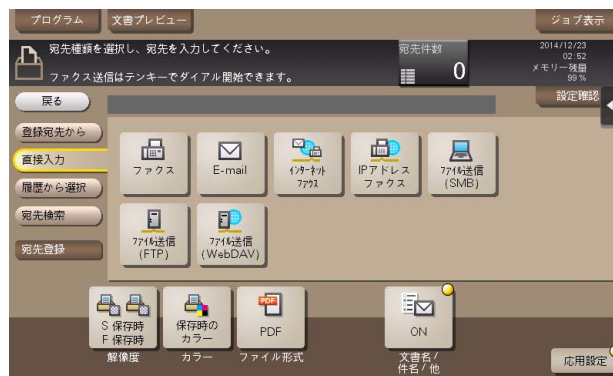 プログラム
文書プレビュー
ジョブ表示
宛先種類を選択し、宛先を入力してください。
ファクス送信はテンキーでダイアル開始できます。
宛先件数
0
2014/12/23
02:52
メモリー残量
99 %
戻る
設定確認
登録宛先から
直接入力
履歴から選択
宛先検索
宛先登録
ファクス
E-mail
インターネット
ファクス
IPアドレス
ファクス
ファイル送信
(SMB)
ファイル送信
(FTP)
ファイル送信
(WebDAV)
S 保存時
F 保存時
保存時の
カラー
PDF
ON
解像度
カラー
ファイル形式
文書名/
件名/他
応用設定